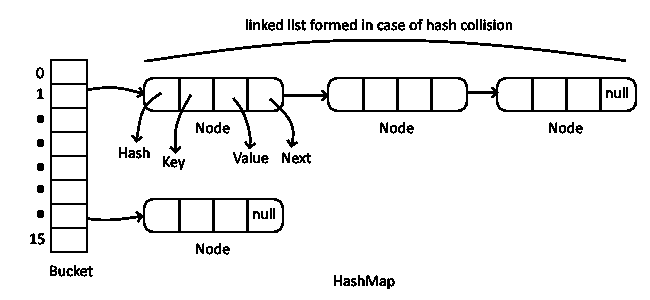 linked list formed in case of hash collision
0
1
null
Node
Node
Node
Hash
Key
Value
Next
null
15
Node
Bucket
HashMap